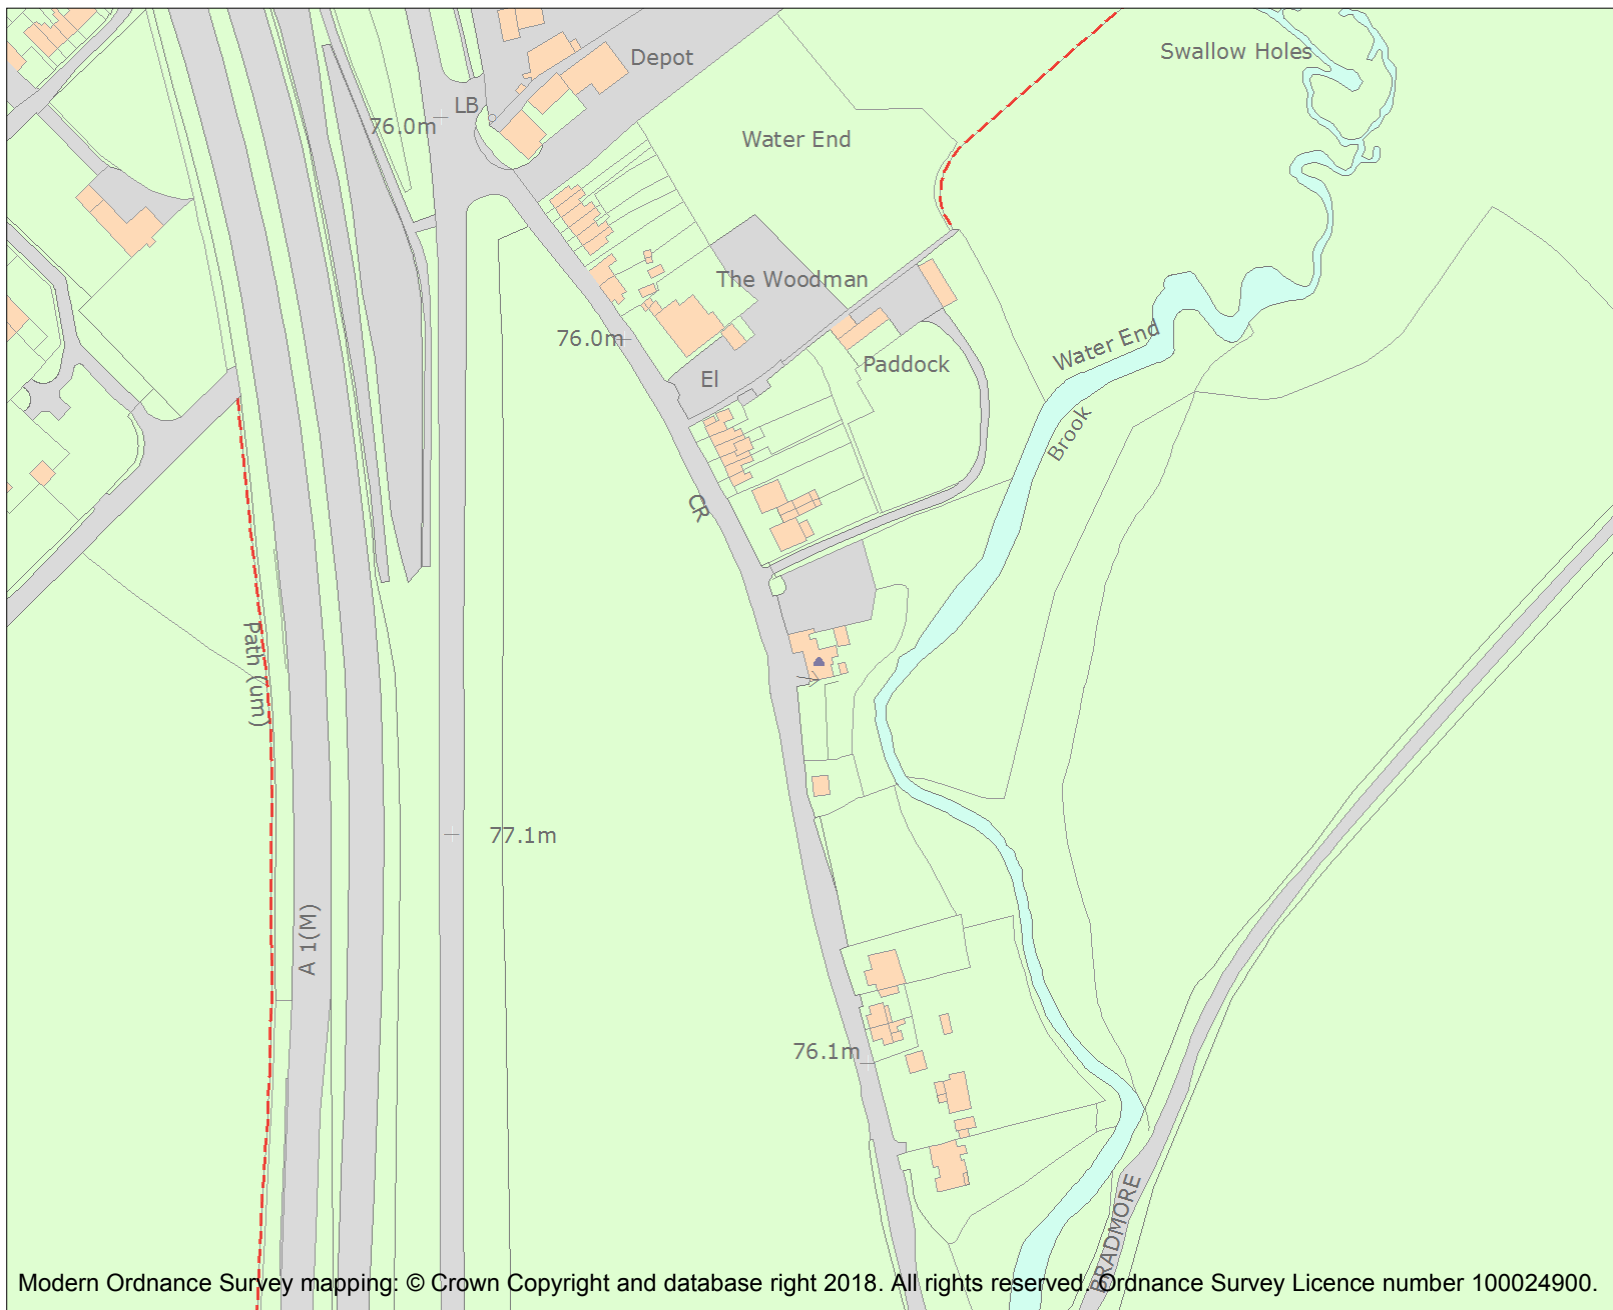 Swallow Holes
Depot
LB
76.0m
Water End
The Woodman
76.0m
Water End
Paddock
El
Brook
CR
Path (um)
77.1m
A 1(M)
76.1m
BRADMORE
Modern Ordnance Survey mapping: © Crown Copyright and database right 2018. All rights reserved. Ordnance Survey Licence number 100024900.